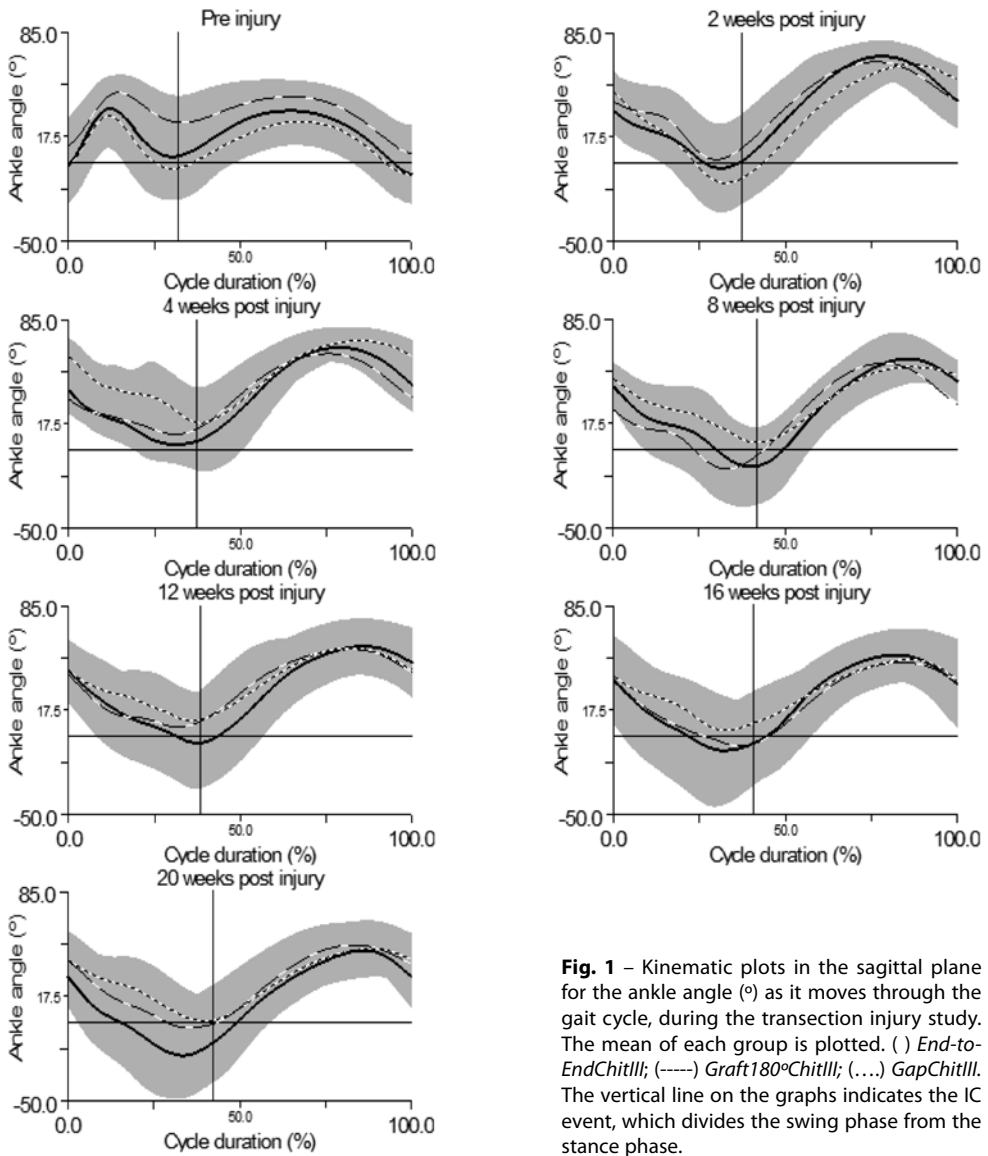 Pre injury
85.0
17.5
-50.0
Ankle angle (º)
0.0 50.0 100.0
Cycle duration (%)
2 weeks post injury
85.0
17.5
-50.0
Ankle angle (º)
0.0 50.0 100.0
Cycle duration (%)
4 weeks post injury
85.0
17.5
-50.0
Ankle angle (º)
0.0 50.0 100.0
Cycle duration (%)
8 weeks post injury
85.0
17.5
-50.0
Ankle angle (º)
0.0 50.0 100.0
Cycle duration (%)
12 weeks post injury
85.0
17.5
-50.0
Ankle angle (º)
0.0 50.0 100.0
Cycle duration (%)
16 weeks post injury
85.0
17.5
-50.0
Ankle angle (º)
0.0 50.0 100.0
Cycle duration (%)
20 weeks post injury
85.0
17.5
-50.0
Ankle angle (º)
0.0 50.0 100.0
Cycle duration (%)
Fig. 1 – Kinematic plots in the sagittal plane
for the ankle angle (º) as it moves through the
gait cycle, during the transection injury study.
The mean of each group is plotted. ( ) End-to-
EndChitIII; (-----) Graft180ºChitIII; (….) GapChitIII.
The vertical line on the graphs indicates the IC
event, which divides the swing phase from the
stance phase.